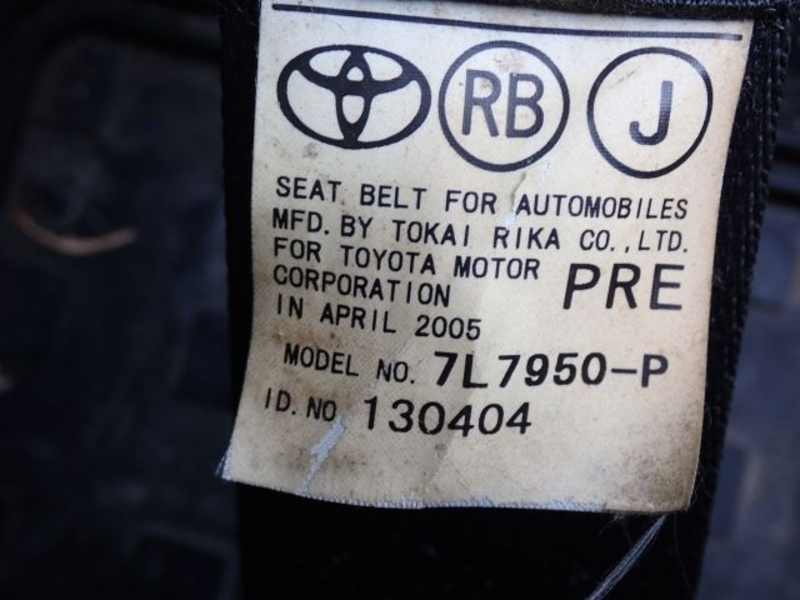 RB J
SEAT BELT FOR AUTOMOBILES
MFD. BY TOKAI RIKA CO.,LTD.
FOR TOYOTA MOTOR
CORPORATION PRE
IN APRIL 2005
MODEL NO. 7L7950-P
ID. NO 130404